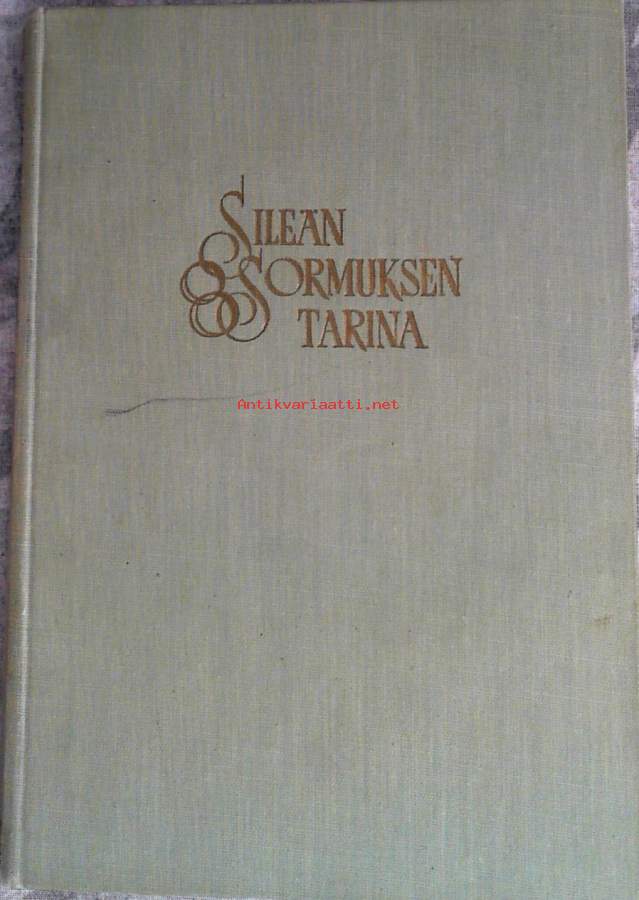 SILEÄN
SORMUKSEN
TARINA
Antikvariaatti.net